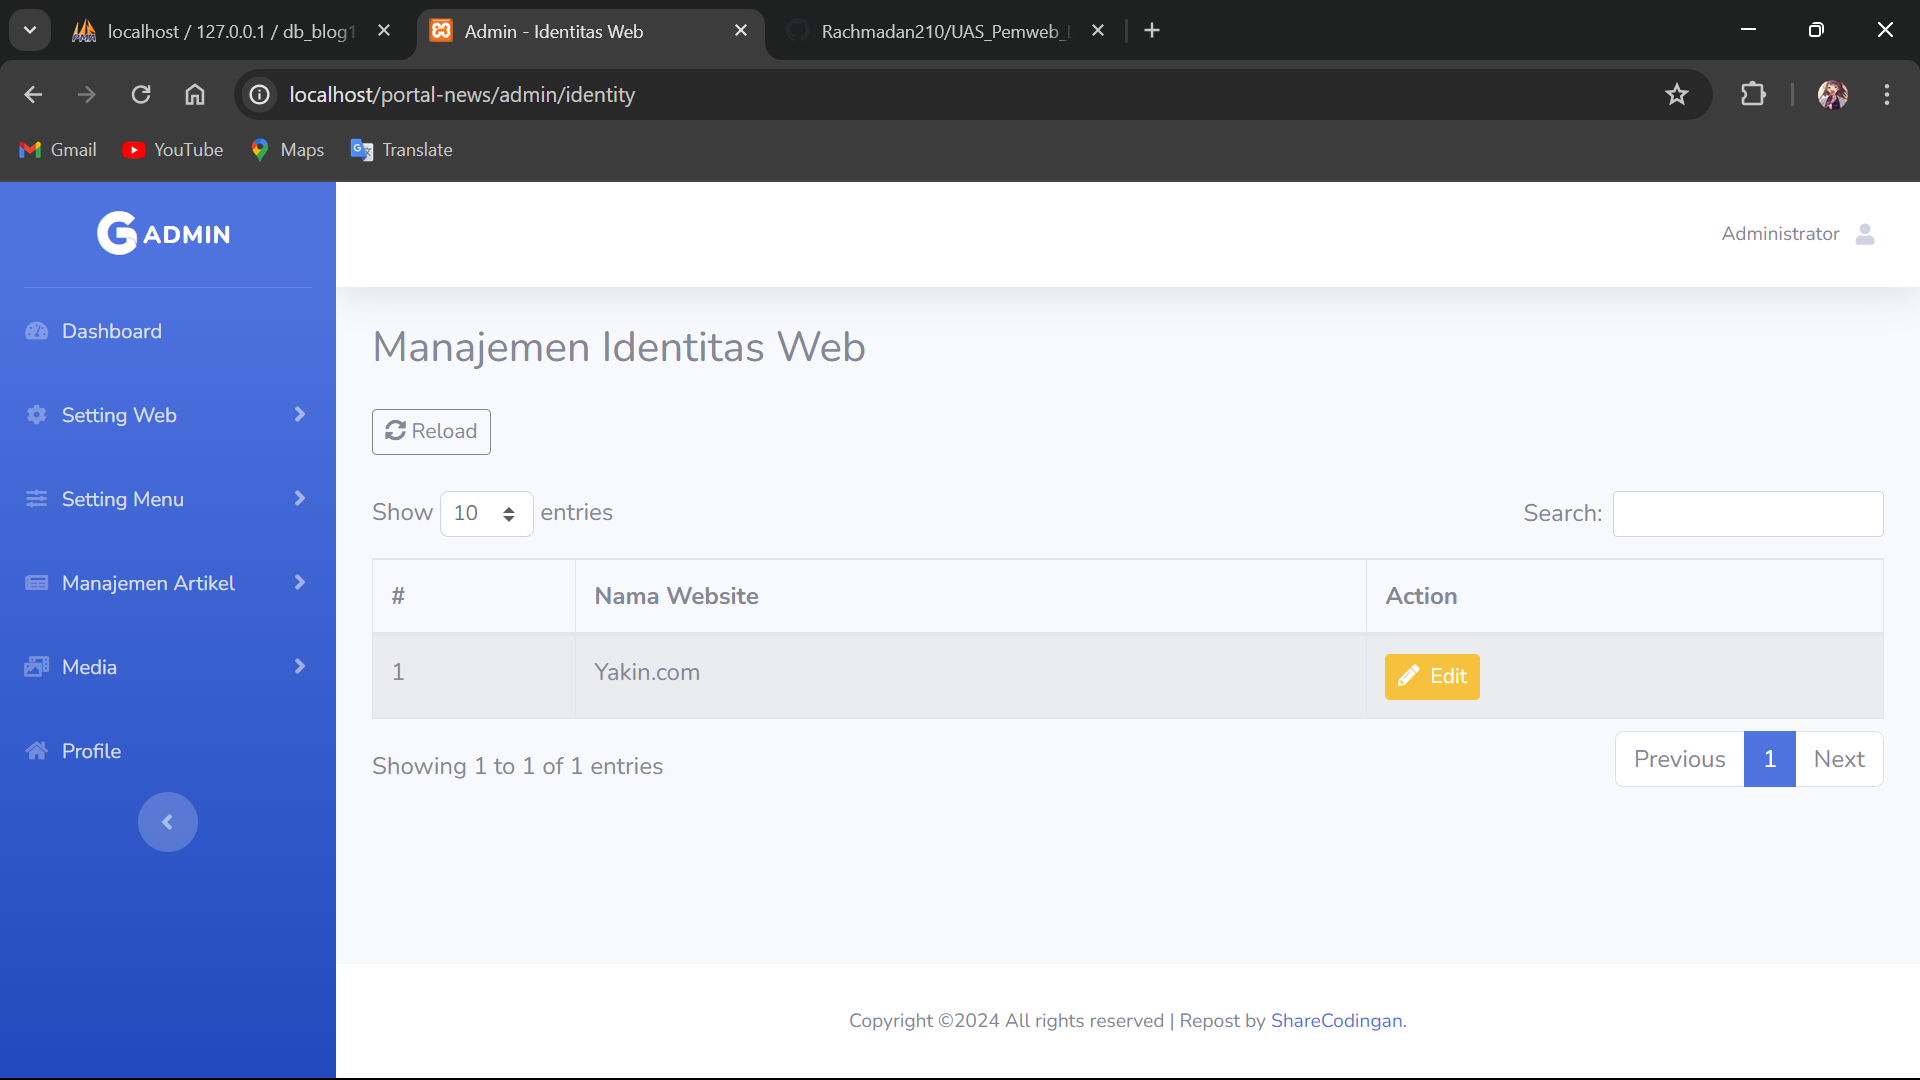 localhost / 127.0.0.1 / db_blog1
Admin - Identitas Web
Rachmadan210/UAS_Pemweb_
localhost/portal-news/admin/identity
Gmail
YouTube
Maps
Translate
G ADMIN
Administrator
Dashboard
Setting Web
Setting Menu
Manajemen Artikel
Media
Profile
Manajemen Identitas Web
Reload
Show 10 entries
Search:
# Nama Website Action
1 Yakin.com Edit
Showing 1 to 1 of 1 entries
Previous 1 Next
Copyright ©2024 All rights reserved | Repost by ShareCodingan.